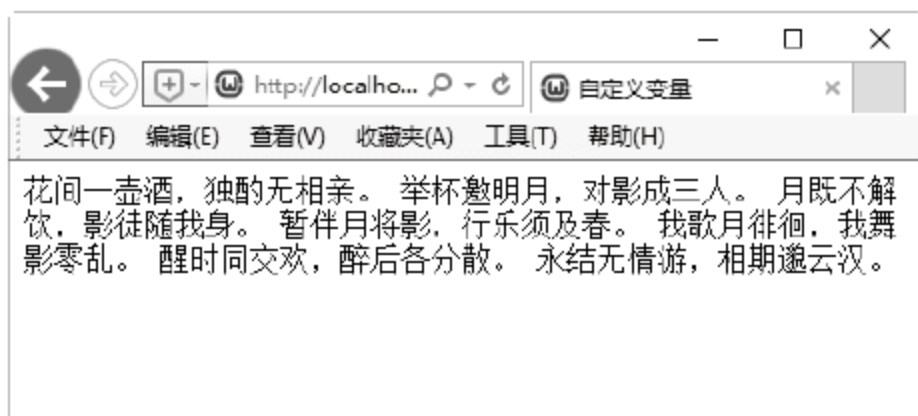 http://localho...
自定义变量
文件(F) 编辑(E) 查看(V) 收藏夹(A) 工具(T) 帮助(H)
花间一壶酒，独酌无相亲。 举杯邀明月，对影成三人。 月既不解
饮，影徒随我身。 暂伴月将影，行乐须及春。 我歌月徘徊，我舞
影零乱。 醒时同交欢，醉后各分散。 永结无情游，相期邈云汉。